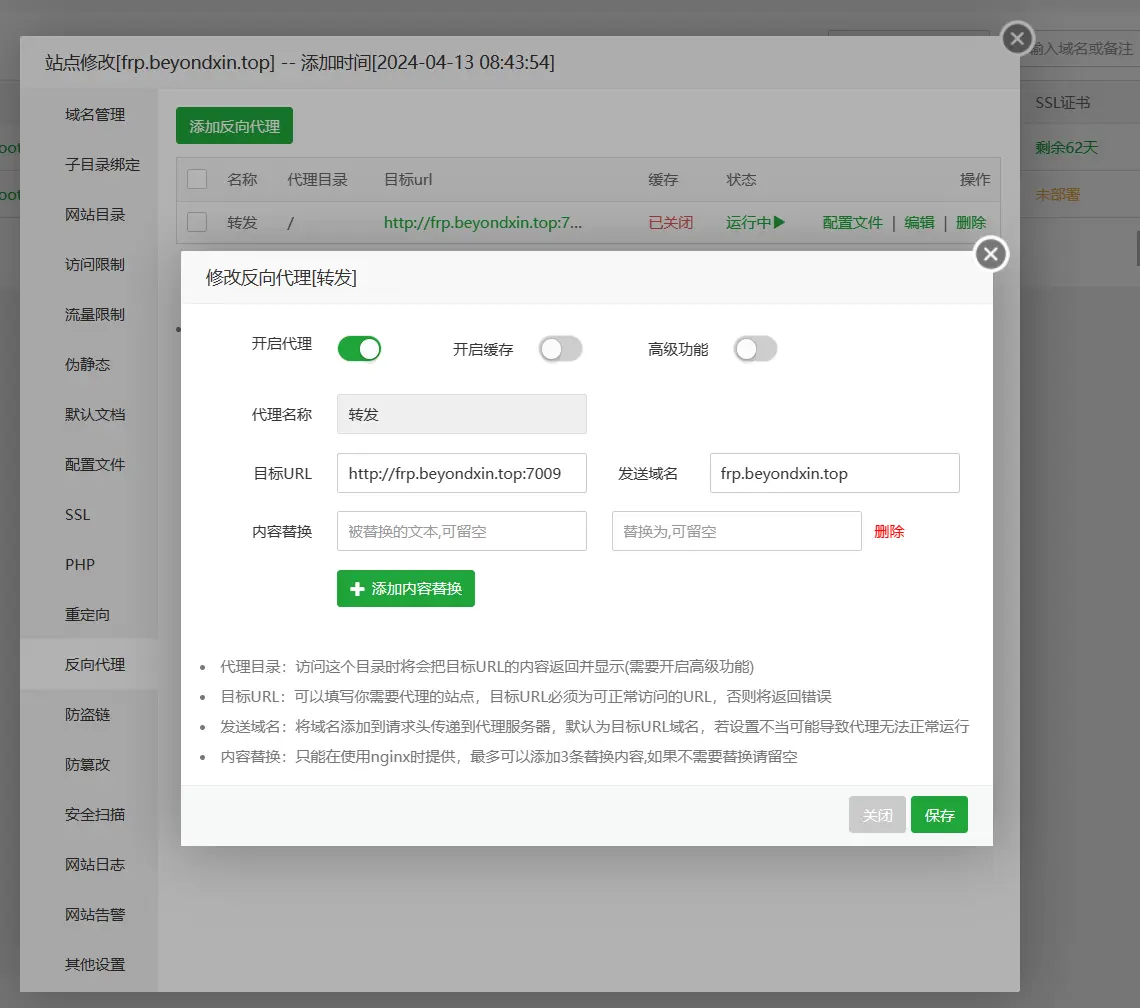 输入域名或备注
站点修改[frp.beyondxin.top] -- 添加时间[2024-04-13 08:43:54]
SSL证书
剩余62天
未部署
oot
oot
域名管理
子目录绑定
网站目录
访问限制
流量限制
伪静态
默认文档
配置文件
SSL
PHP
重定向
反向代理
防盗链
防篡改
安全扫描
网站日志
网站告警
其他设置
添加反向代理
名称 代理目录 目标url 缓存 状态 操作
转发 / http://frp.beyondxin.top:7... 已关闭 运行中 配置文件 | 编辑 | 删除
修改反向代理[转发]
开启代理 开启缓存 高级功能
代理名称 转发
目标URL http://frp.beyondxin.top:7009 发送域名 frp.beyondxin.top
内容替换 被替换的文本,可留空 替换为,可留空 删除
添加内容替换
代理目录：访问这个目录时将会把目标URL的内容返回并显示(需要开启高级功能)
目标URL：可以填写你需要代理的站点，目标URL必须为可正常访问的URL，否则将返回错误
发送域名：将域名添加到请求头传递到代理服务器，默认为目标URL域名，若设置不当可能导致代理无法正常运行
内容替换：只能在使用nginx时提供，最多可以添加3条替换内容,如果不需要替换请留空
关闭 保存